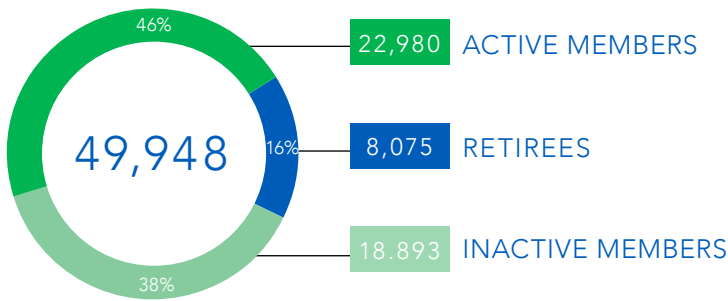 46%
22,980 ACTIVE MEMBERS
49,948
16%
8,075 RETIREES
18.893 INACTIVE MEMBERS
38%